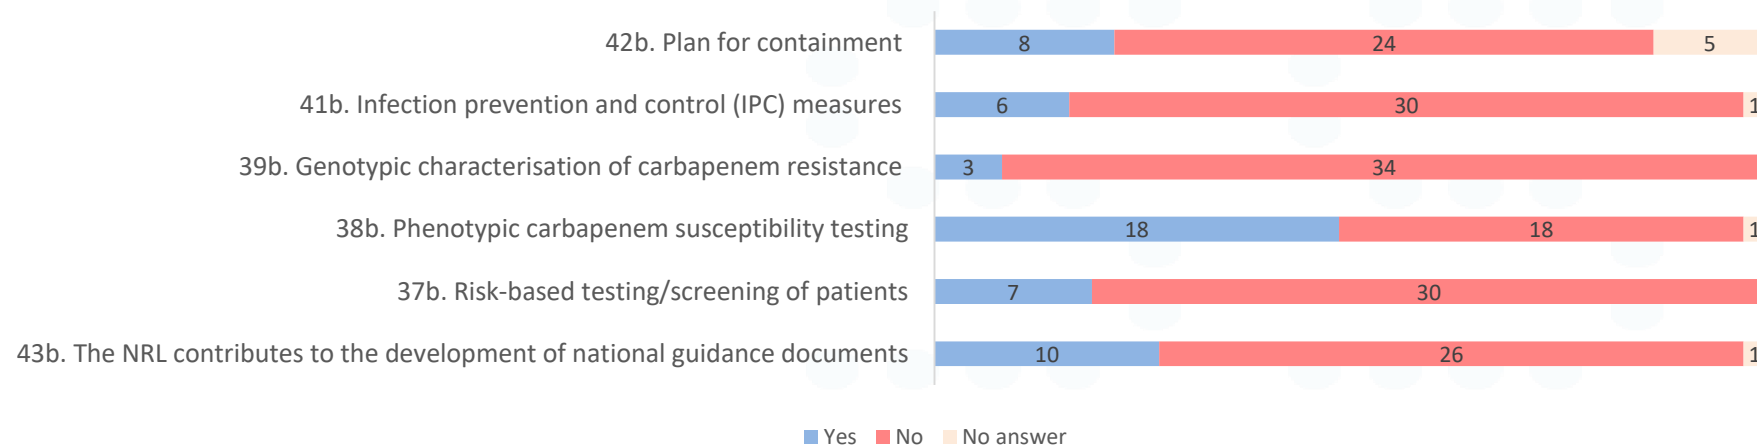 42b. Plan for containment 8 24 5
41b. Infection prevention and control (IPC) measures 6 30 1
39b. Genotypic characterisation of carbapenem resistance 3 34
38b. Phenotypic carbapenem susceptibility testing 18 18 1
37b. Risk-based testing/screening of patients 7 30
43b. The NRL contributes to the development of national guidance documents 10 26 1
Yes No No answer